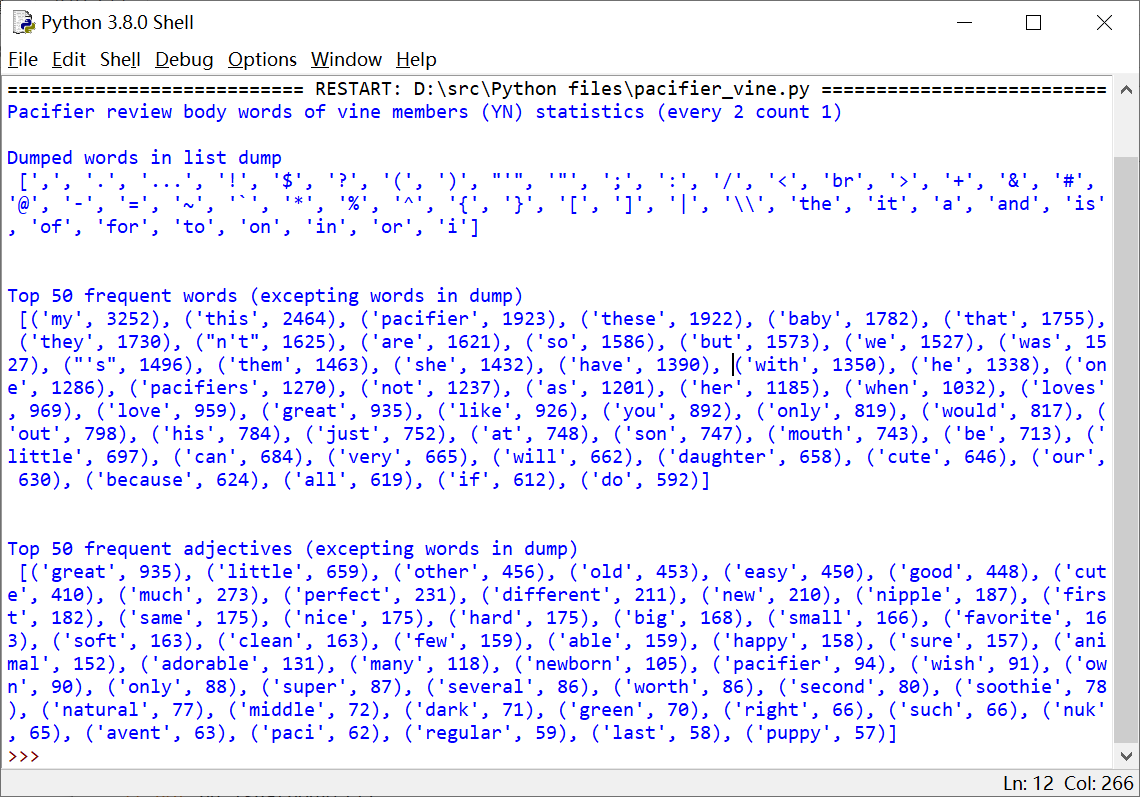 Python 3.8.0 Shell
File Edit Shell Debug Options Window Help
========================== RESTART: D:\src\Python files\pacifier_vine.py =========================
Pacifier review body words of vine members (YN) statistics (every 2 count 1)
Dumped words in list dump
[',', '.', '...', '!', '$', '?', '(', ')', "'", '"', ';', ':', '/', '<', 'br', '>', '+', '&', '#',
'@', '-', '=', '~', '`', '*', '%', '^', '{', '}', '[', ']', '|', '\\', 'the', 'it', 'a', 'and', 'is'
, 'of', 'for', 'to', 'on', 'in', 'or', 'i']
Top 50 frequent words (excepting words in dump)
[('my', 3252), ('this', 2464), ('pacifier', 1923), ('these', 1922), ('baby', 1782), ('that', 1755),
('they', 1730), ("n't", 1625), ('are', 1621), ('so', 1586), ('but', 1573), ('we', 1527), ('was', 15
27), ("'s", 1496), ('them', 1463), ('she', 1432), ('have', 1390), ('with', 1350), ('he', 1338), ('on
e', 1286), ('pacifiers', 1270), ('not', 1237), ('as', 1201), ('her', 1185), ('when', 1032), ('loves'
, 969), ('love', 959), ('great', 935), ('like', 926), ('you', 892), ('only', 819), ('would', 817), (
'out', 798), ('his', 784), ('just', 752), ('at', 748), ('son', 747), ('mouth', 743), ('be', 713), ('
little', 697), ('can', 684), ('very', 665), ('will', 662), ('daughter', 658), ('cute', 646), ('our',
630), ('because', 624), ('all', 619), ('if', 612), ('do', 592)]
Top 50 frequent adjectives (excepting words in dump)
[('great', 935), ('little', 659), ('other', 456), ('old', 453), ('easy', 450), ('good', 448), ('cut
e', 410), ('much', 273), ('perfect', 231), ('different', 211), ('new', 210), ('nipple', 187), ('firs
t', 182), ('same', 175), ('nice', 175), ('hard', 175), ('big', 168), ('small', 166), ('favorite', 16
3), ('soft', 163), ('clean', 163), ('few', 159), ('able', 159), ('happy', 158), ('sure', 157), ('ani
mal', 152), ('adorable', 131), ('many', 118), ('newborn', 105), ('pacifier', 94), ('wish', 91), ('ow
n', 90), ('only', 88), ('super', 87), ('several', 86), ('worth', 86), ('second', 80), ('soothie', 78
), ('natural', 77), ('middle', 72), ('dark', 71), ('green', 70), ('right', 66), ('such', 66), ('nuk'
, 65), ('avent', 63), ('paci', 62), ('regular', 59), ('last', 58), ('puppy', 57)]
>>>
Ln: 12 Col: 266